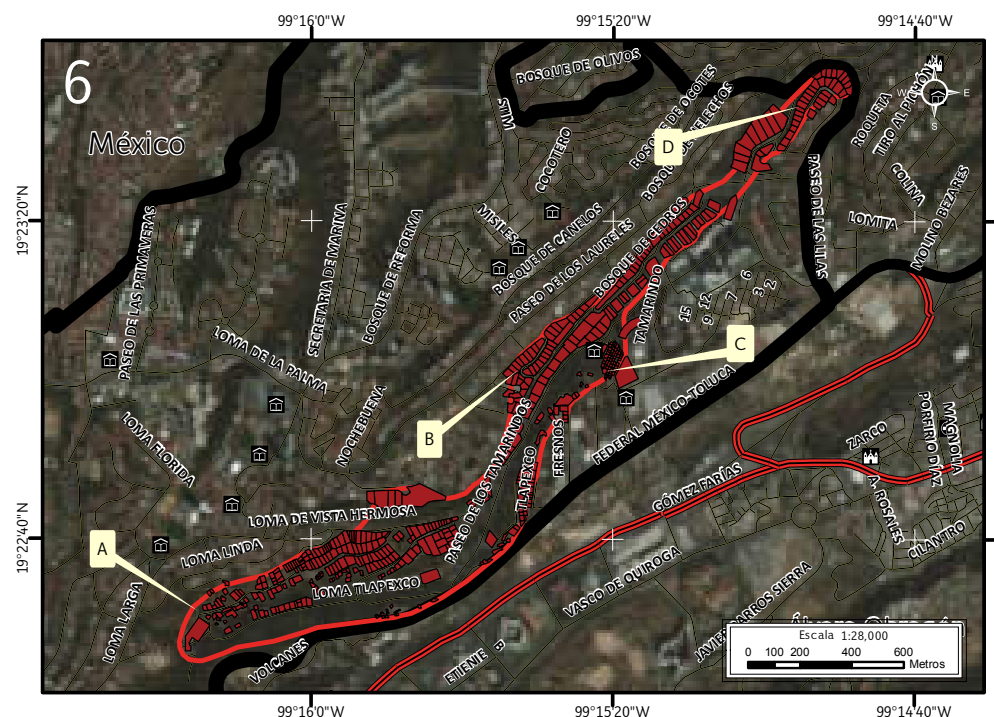 99°16'0"W
99°15'20"W
99°14'40"W
6
México
BOSQUE DE OLIVOS
STIM
COCOTERO
BOSQUE DE OCOTES
D
ROQUETA
TIRO AL PICHÓN
N
W
E
S
19°23'20"N
PASEO DE LAS PRIMAVERAS
SECRETARIA DE MARINA
BOSQUE DE REFORMA
MISILES
BOSQUE DE CANELOS
PASEO DE LOS LAURELES
BOSQUE DE CEDROS
PASEO DE LAS LILAS
COLINA
LOMITA
MOLINO BEZARES
TAMARINDO
15
12
9
7
6
3
2
LOMA DE LA PALMA
C
NOCHEBUENA
B
FEDERAL MÉXICO-TOLUCA
LOMA FLORIDA
PASEO DE LOS TAMARINDOS
TLAPEXCO
FRESNOS
ZARCO
PORFIRIO DÍAZ
MAGNOLIA
A. ROSALES
GÓMEZ FARÍAS
19°22'40"N
LOMA DE VISTA HERMOSA
CILANTRO
A
LOMA LINDA
LOMA TLAPEXCO
VASCO DE QUIROGA
LOMA LARGA
JAVIER BARROS SIERRA
VOLCANES
ETIENIE B
Escala 1:28,000
0 100 200 400 600
Metros
99°16'0"W
99°15'20"W
99°14'40"W